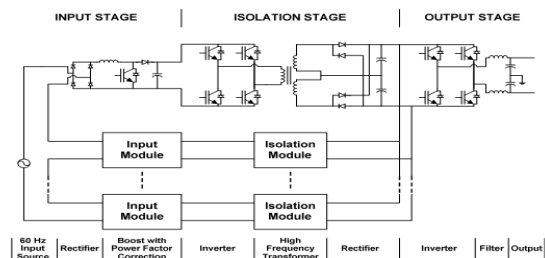 INPUT STAGE
ISOLATION STAGE
OUTPUT STAGE
Input
Module
Isolation
Module
Input
Module
Isolation
Module
60 Hz
Input
Source
Rectifier
Boost with
Power Factor
Correction
Inverter
High
Frequency
Transformer
Rectifier
Inverter
Filter
Output